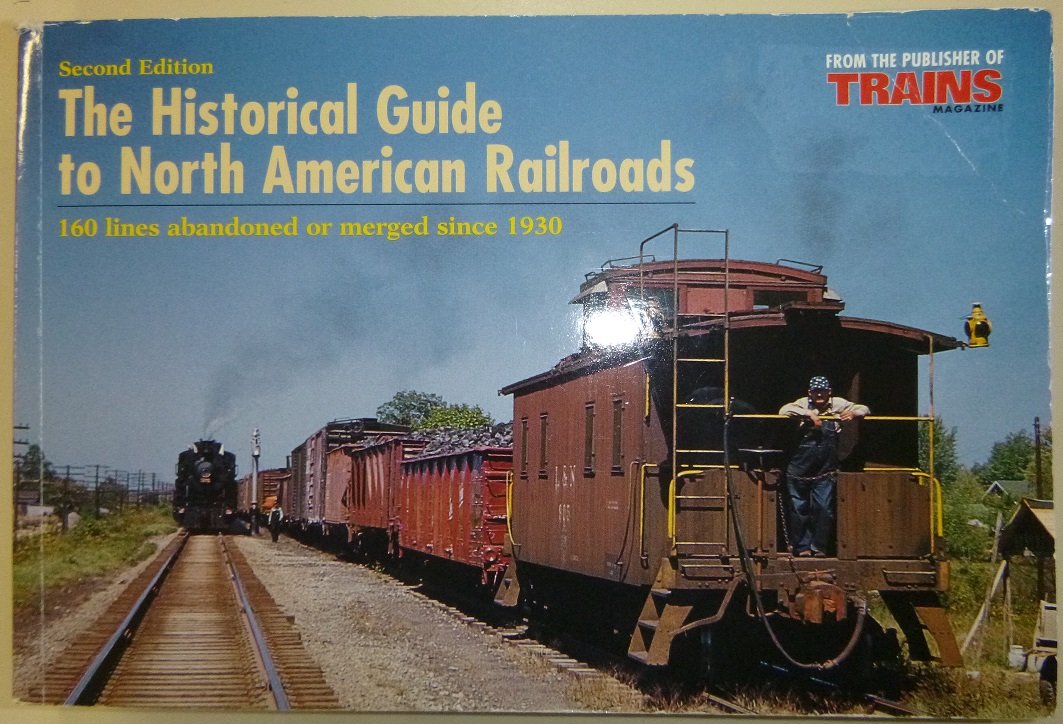 Second Edition
The Historical Guide
to North American Railroads
160 lines abandoned or merged since 1930
FROM THE PUBLISHER OF
TRAINS
MAGAZINE
L & N